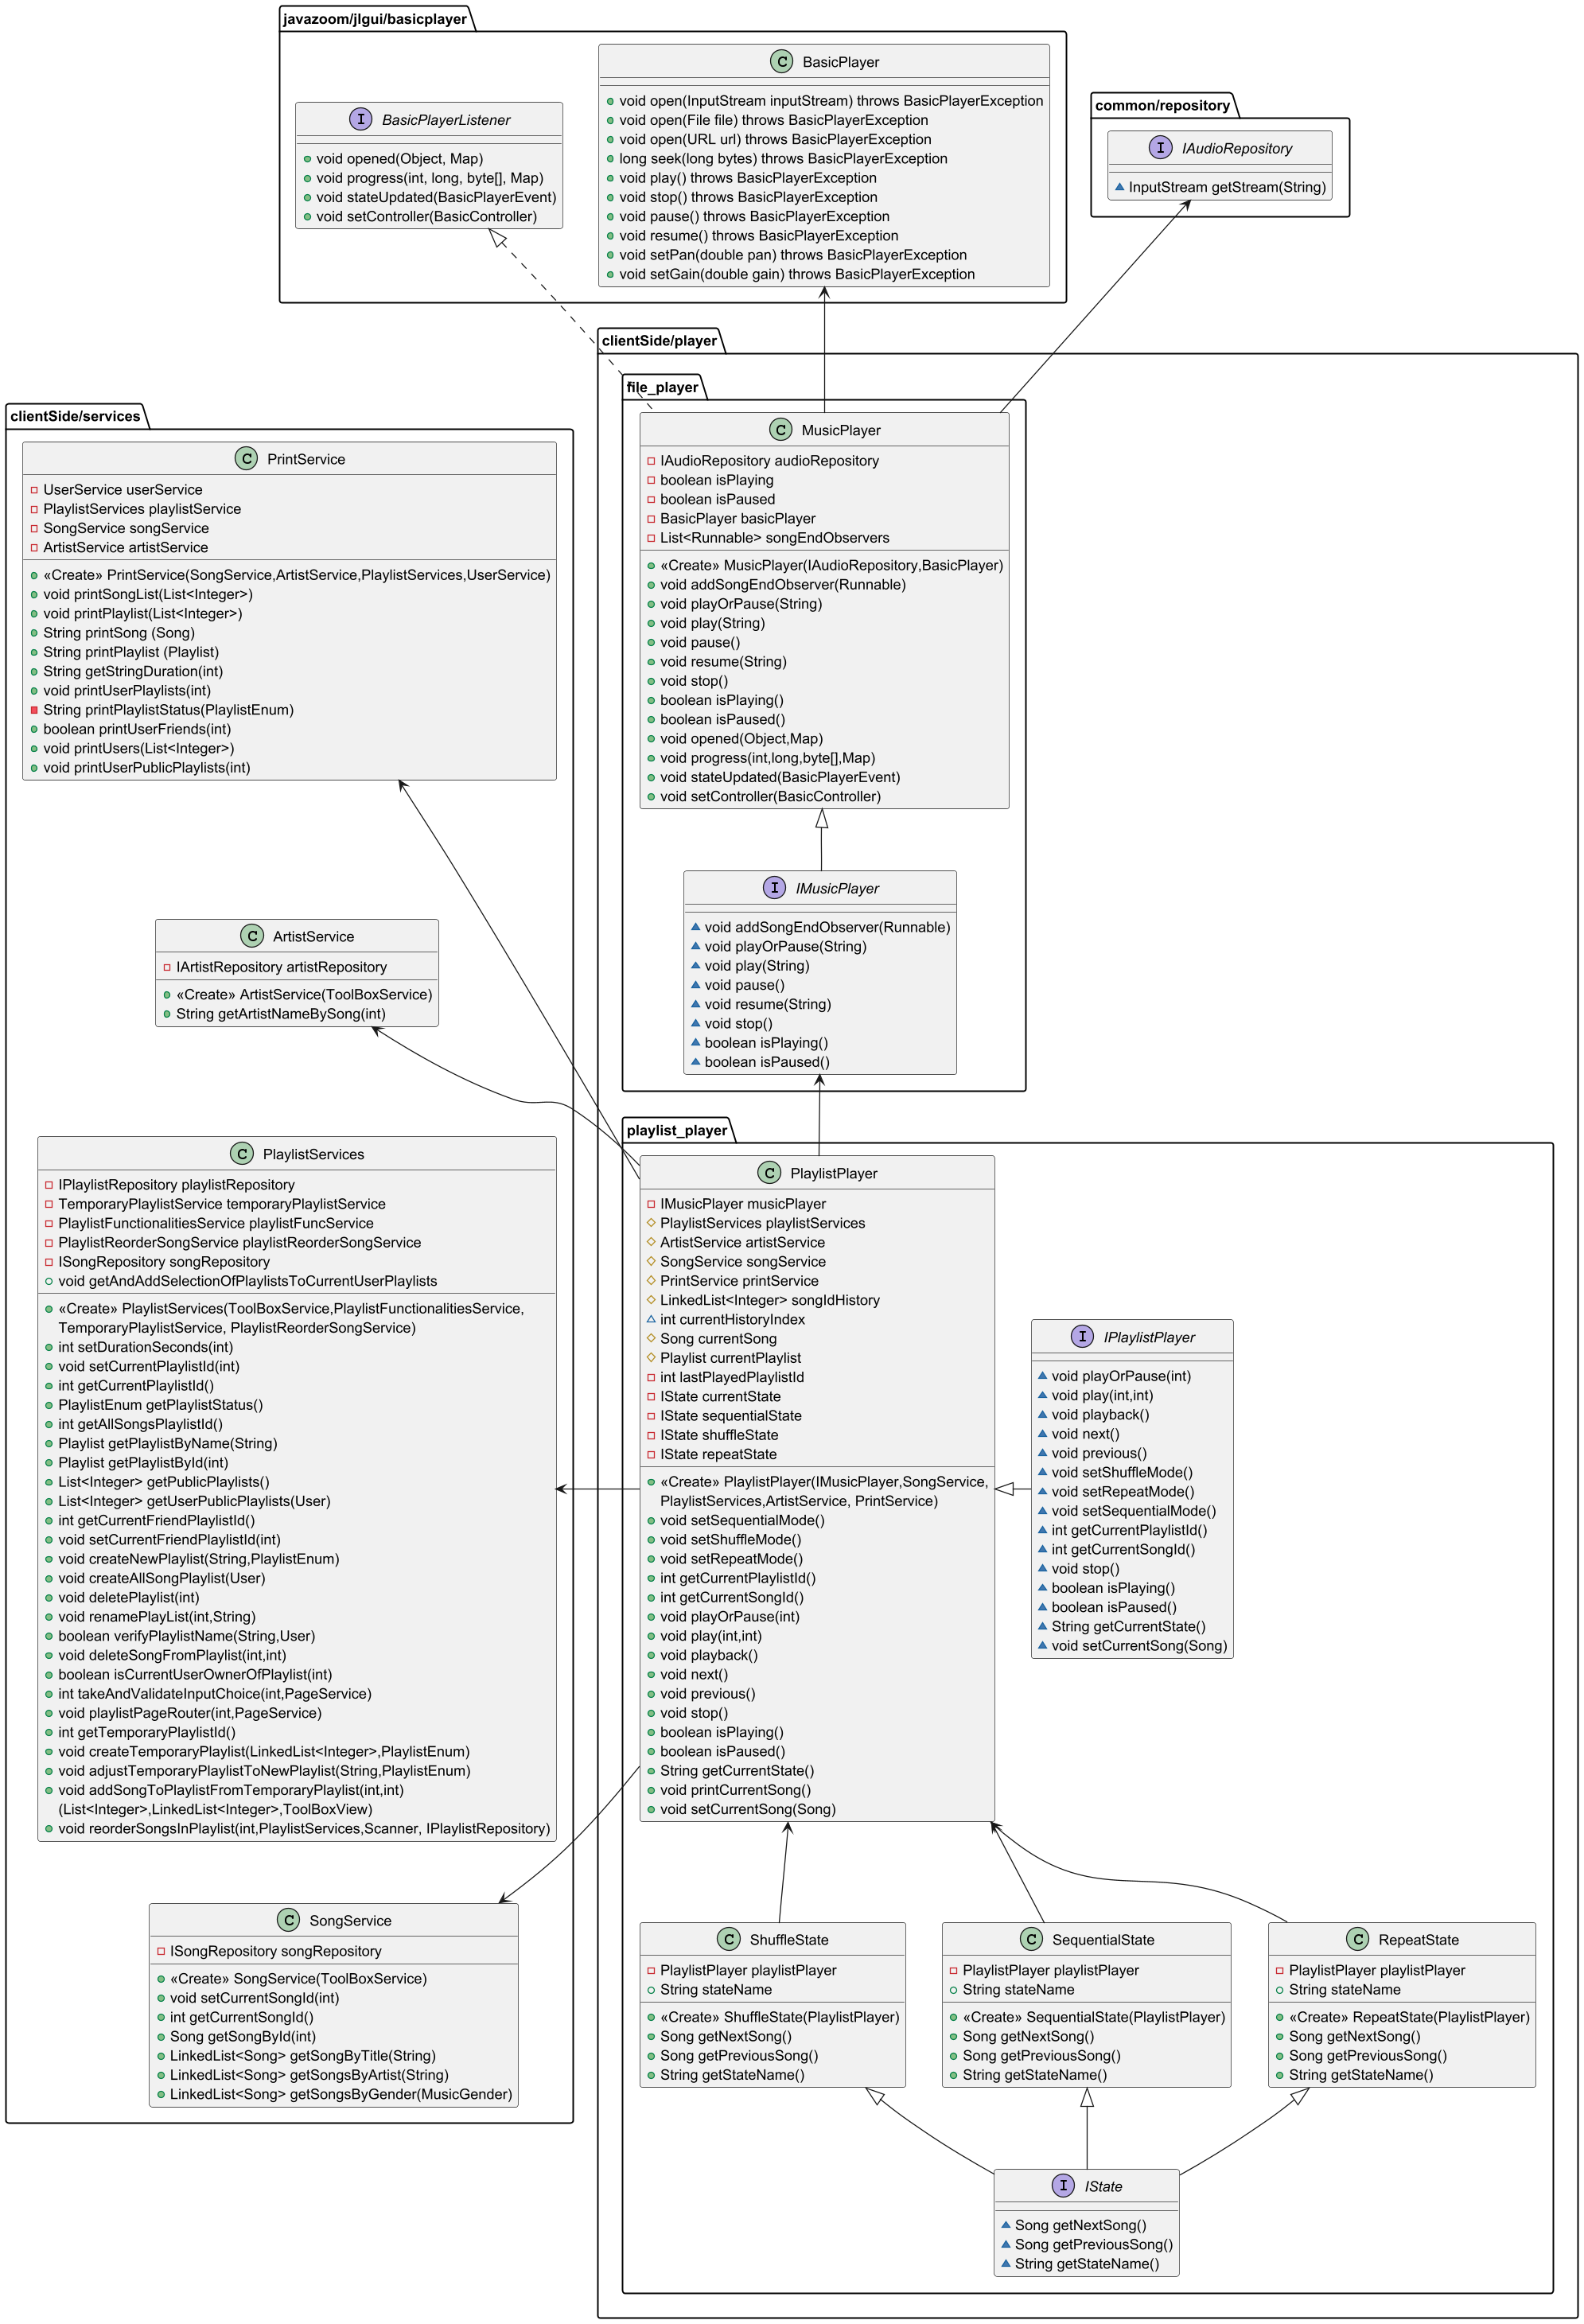 javazoom/jlgui/basicplayer
C BasicPlayer
void open(InputStream inputStream) throws BasicPlayerException
void open(File file) throws BasicPlayerException
void open(URL url) throws BasicPlayerException
long seek(long bytes) throws BasicPlayerException
void play() throws BasicPlayerException
void stop() throws BasicPlayerException
void pause() throws BasicPlayerException
void resume() throws BasicPlayerException
void setPan(double pan) throws BasicPlayerException
void setGain(double gain) throws BasicPlayerException
I BasicPlayerListener
void opened(Object, Map)
void progress(int, long, byte[], Map)
void stateUpdated(BasicPlayerEvent)
void setController(BasicController)
common/repository
I IAudioRepository
InputStream getStream(String)
clientSide/player
file_player
C MusicPlayer
IAudioRepository audioRepository
boolean isPlaying
boolean isPaused
BasicPlayer basicPlayer
List<Runnable> songEndObservers
«Create» MusicPlayer(IAudioRepository,BasicPlayer)
void addSongEndObserver(Runnable)
void playOrPause(String)
void play(String)
void pause()
void resume(String)
void stop()
boolean isPlaying()
boolean isPaused()
void opened(Object,Map)
void progress(int,long,byte[],Map)
void stateUpdated(BasicPlayerEvent)
void setController(BasicController)
I IMusicPlayer
void addSongEndObserver(Runnable)
void playOrPause(String)
void play(String)
void pause()
void resume(String)
void stop()
boolean isPlaying()
boolean isPaused()
clientSide/services
C PrintService
UserService userService
PlaylistServices playlistService
SongService songService
ArtistService artistService
«Create» PrintService(SongService,ArtistService,PlaylistServices,UserService)
void printSongList(List<Integer>)
void printPlaylist(List<Integer>)
String printSong (Song)
String printPlaylist (Playlist)
String getStringDuration(int)
void printUserPlaylists(int)
String printPlaylistStatus(PlaylistEnum)
boolean printUserFriends(int)
void printUsers(List<Integer>)
void printUserPublicPlaylists(int)
C ArtistService
IArtistRepository artistRepository
«Create» ArtistService(ToolBoxService)
String getArtistNameBySong(int)
C PlaylistServices
IPlaylistRepository playlistRepository
TemporaryPlaylistService temporaryPlaylistService
PlaylistFunctionalitiesService playlistFuncService
PlaylistReorderSongService playlistReorderSongService
ISongRepository songRepository
void getAndAddSelectionOfPlaylistsToCurrentUserPlaylists
«Create» PlaylistServices(ToolBoxService,PlaylistFunctionalitiesService,
TemporaryPlaylistService, PlaylistReorderSongService)
int setDurationSeconds(int)
void setCurrentPlaylistId(int)
int getCurrentPlaylistId()
PlaylistEnum getPlaylistStatus()
int getAllSongsPlaylistId()
Playlist getPlaylistByName(String)
Playlist getPlaylistById(int)
List<Integer> getPublicPlaylists()
List<Integer> getUserPublicPlaylists(User)
int getCurrentFriendPlaylistId()
void setCurrentFriendPlaylistId(int)
void createNewPlaylist(String,PlaylistEnum)
void createAllSongPlaylist(User)
void deletePlaylist(int)
void renamePlayList(int,String)
boolean verifyPlaylistName(String,User)
void deleteSongFromPlaylist(int,int)
boolean isCurrentUserOwnerOfPlaylist(int)
int takeAndValidateInputChoice(int,PageService)
void playlistPageRouter(int,PageService)
int getTemporaryPlaylistId()
void createTemporaryPlaylist(LinkedList<Integer>,PlaylistEnum)
void adjustTemporaryPlaylistToNewPlaylist(String,PlaylistEnum)
void addSongToPlaylistFromTemporaryPlaylist(int,int)
(List<Integer>,LinkedList<Integer>,ToolBoxView)
void reorderSongsInPlaylist(int,PlaylistServices,Scanner, IPlaylistRepository)
C SongService
ISongRepository songRepository
«Create» SongService(ToolBoxService)
void setCurrentSongId(int)
int getCurrentSongId()
Song getSongById(int)
LinkedList<Song> getSongByTitle(String)
LinkedList<Song> getSongsByArtist(String)
LinkedList<Song> getSongsByGender(MusicGender)
playlist_player
C PlaylistPlayer
IMusicPlayer musicPlayer
PlaylistServices playlistServices
ArtistService artistService
SongService songService
PrintService printService
LinkedList<Integer> songIdHistory
int currentHistoryIndex
Song currentSong
Playlist currentPlaylist
int lastPlayedPlaylistId
IState currentState
IState sequentialState
IState shuffleState
IState repeatState
«Create» PlaylistPlayer(IMusicPlayer,SongService,
PlaylistServices,ArtistService, PrintService)
void setSequentialMode()
void setShuffleMode()
void setRepeatMode()
int getCurrentPlaylistId()
int getCurrentSongId()
void playOrPause(int)
void play(int,int)
void playback()
void next()
void previous()
void stop()
boolean isPlaying()
boolean isPaused()
String getCurrentState()
void printCurrentSong()
void setCurrentSong(Song)
I IPlaylistPlayer
void playOrPause(int)
void play(int,int)
void playback()
void next()
void previous()
void setShuffleMode()
void setRepeatMode()
void setSequentialMode()
int getCurrentPlaylistId()
int getCurrentSongId()
void stop()
boolean isPlaying()
boolean isPaused()
String getCurrentState()
void setCurrentSong(Song)
C ShuffleState
PlaylistPlayer playlistPlayer
String stateName
«Create» ShuffleState(PlaylistPlayer)
Song getNextSong()
Song getPreviousSong()
String getStateName()
C SequentialState
PlaylistPlayer playlistPlayer
String stateName
«Create» SequentialState(PlaylistPlayer)
Song getNextSong()
Song getPreviousSong()
String getStateName()
C RepeatState
PlaylistPlayer playlistPlayer
String stateName
«Create» RepeatState(PlaylistPlayer)
Song getNextSong()
Song getPreviousSong()
String getStateName()
I IState
Song getNextSong()
Song getPreviousSong()
String getStateName()